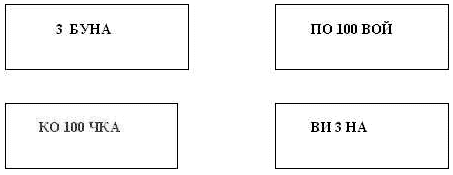 3 БУНА
ПО 100 ВОЙ
КО 100 ЧКА
ВИ 3 НА